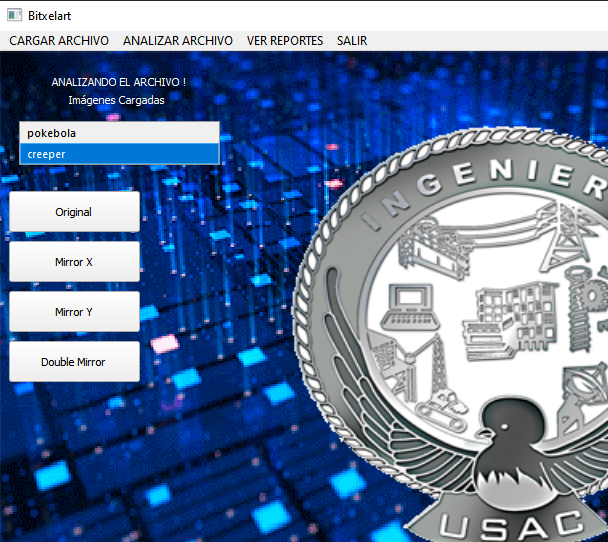 Bitxelart
CARGAR ARCHIVO ANALIZAR ARCHIVO VER REPORTES SALIR
ANALIZANDO EL ARCHIVO !
Imágenes Cargadas
pokebola
creeper
Original
Mirror X
Mirror Y
Double Mirror
INGENIER
USAC